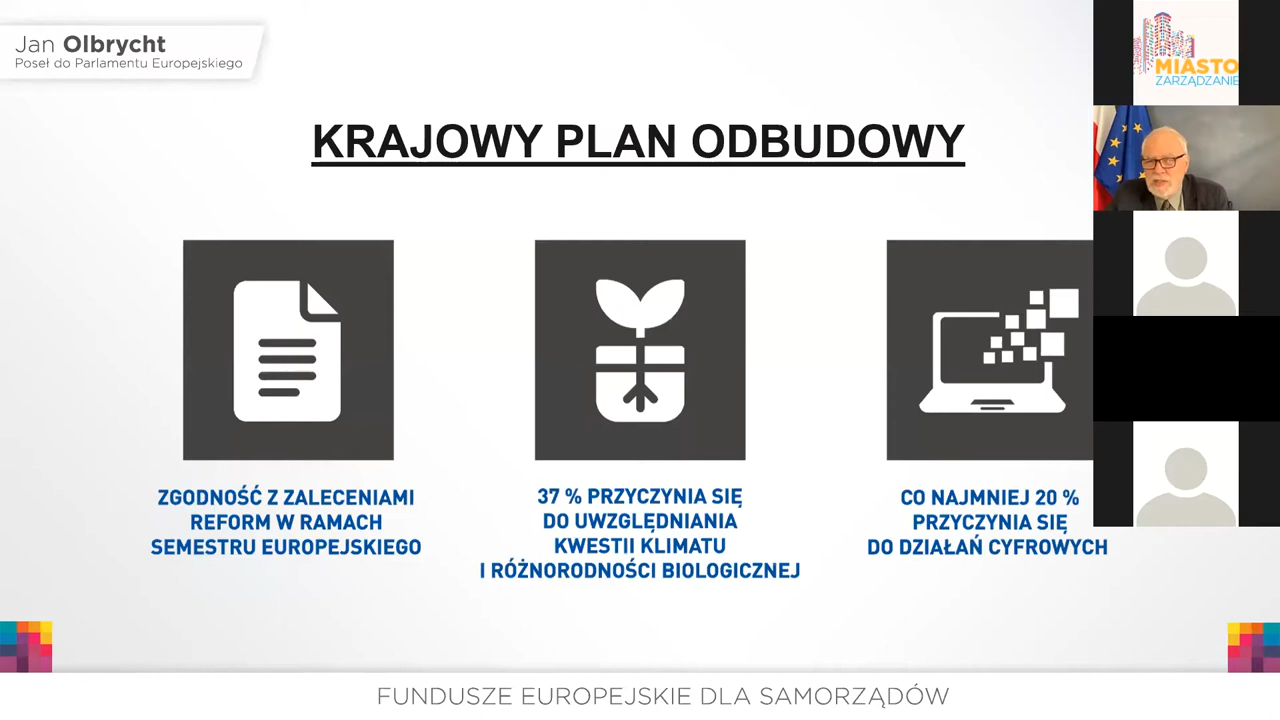 Jan Olbrycht
Poseł do Parlamentu Europejskiego
MIASTO
ZARZĄDZANIE
KRAJOWY PLAN ODBUDOWY
ZGODNOŚĆ Z ZALECENIAMI
REFORM W RAMACH
SEMESTRU EUROPEJSKIEGO
37 % PRZYCZYNIA SIĘ
DO UWZGLĘDNIANIA
KWESTII KLIMATU
I RÓŻNORODNOŚCI BIOLOGICZNEJ
CO NAJMNIEJ 20 %
PRZYCZYNIA SIĘ
DO DZIAŁAŃ CYFROWYCH
FUNDUSZE EUROPEJSKIE DLA SAMORZĄDÓW